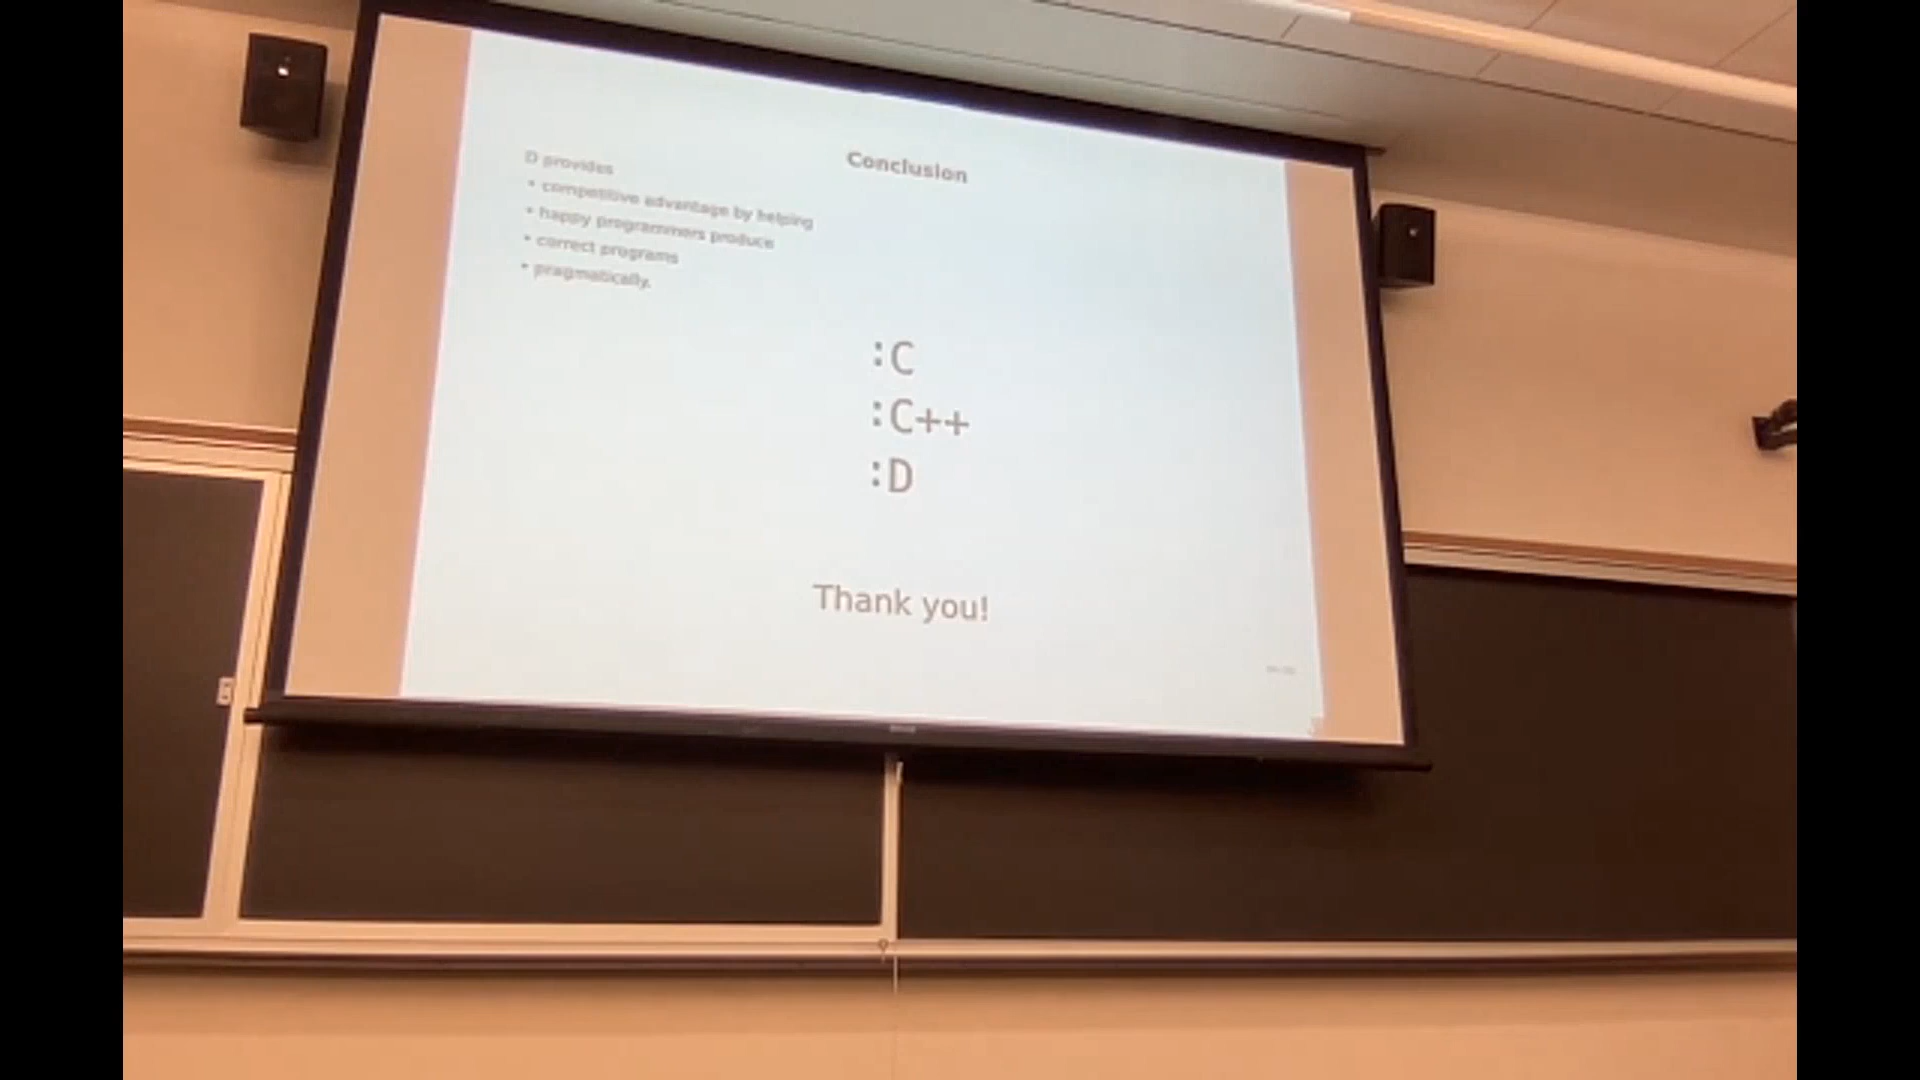 Conclusion
D provides
• competitive advantage by helping
• happy programmers produce
• correct programs
• pragmatically.
:C
:C++
:D
Thank you!